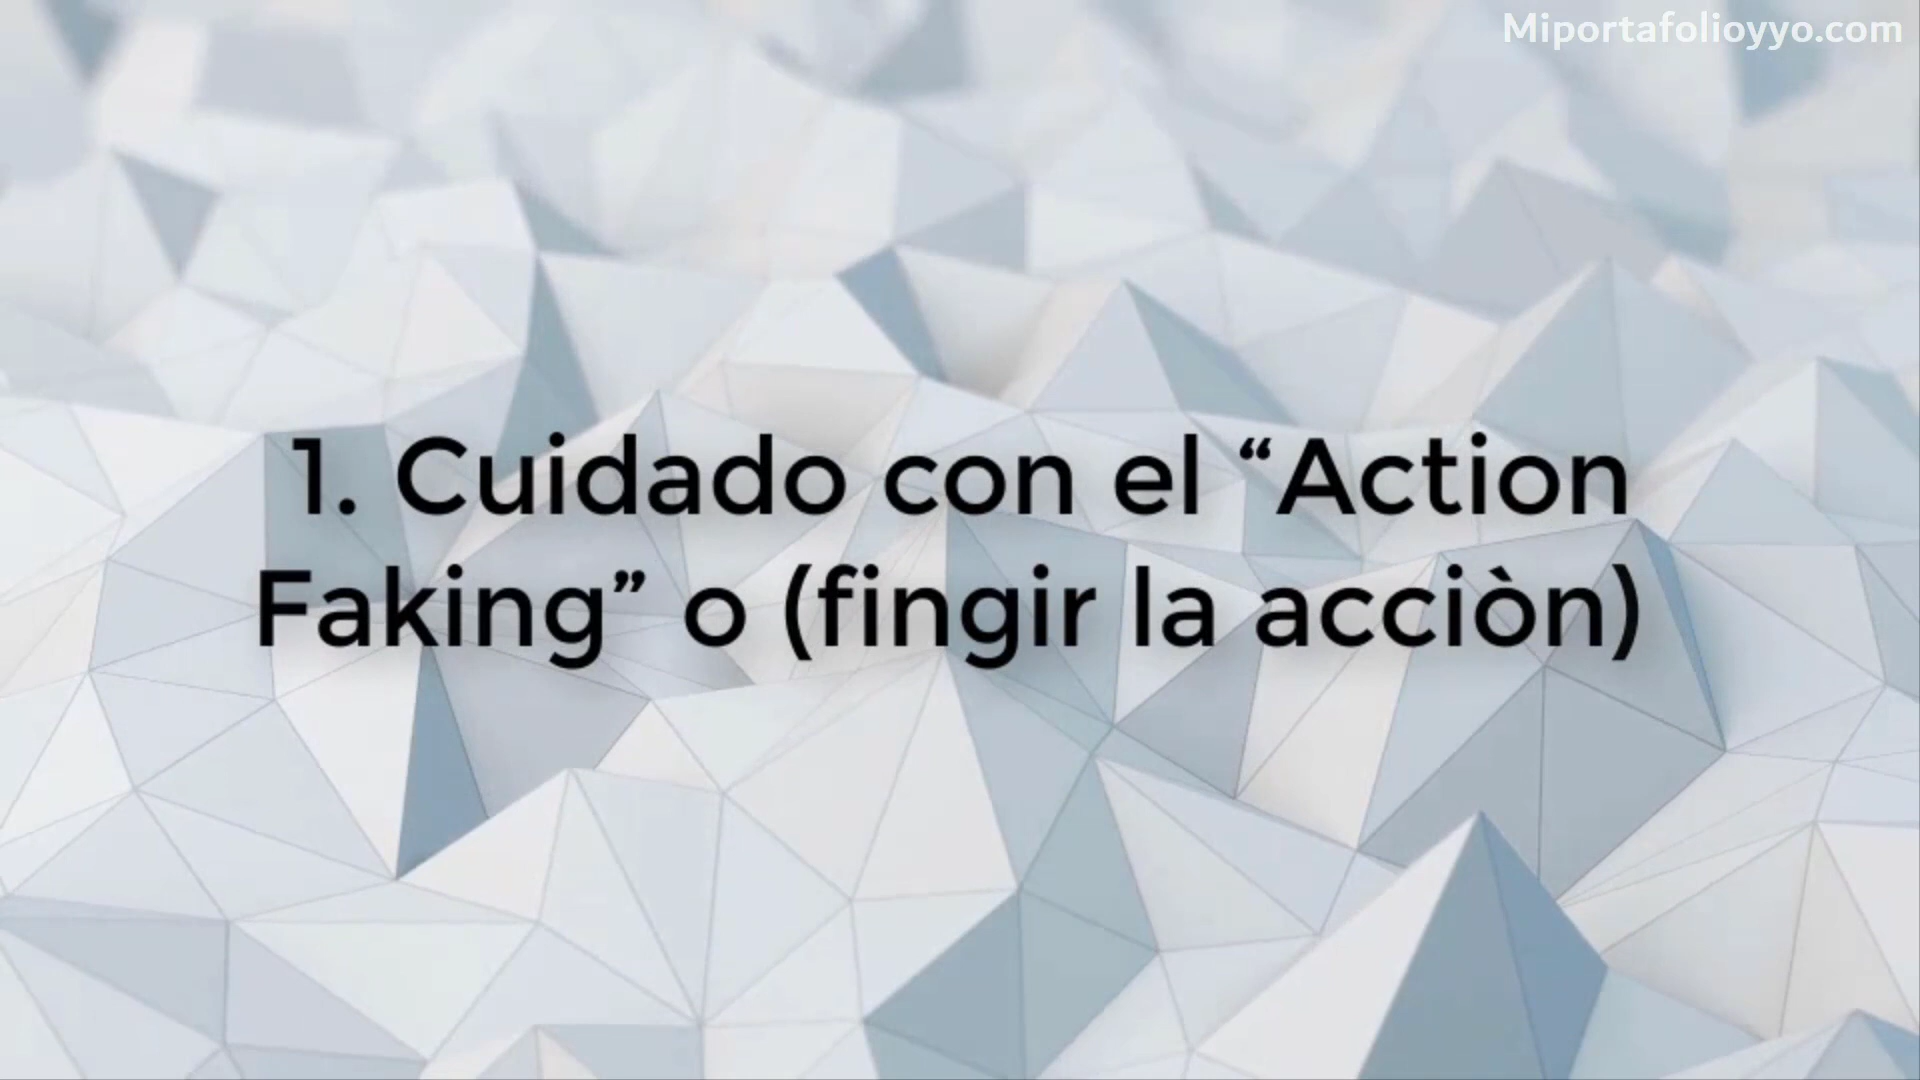 Miportafolioyyo.com
1. Cuidado con el “Action
Faking” o (fingir la acciòn)